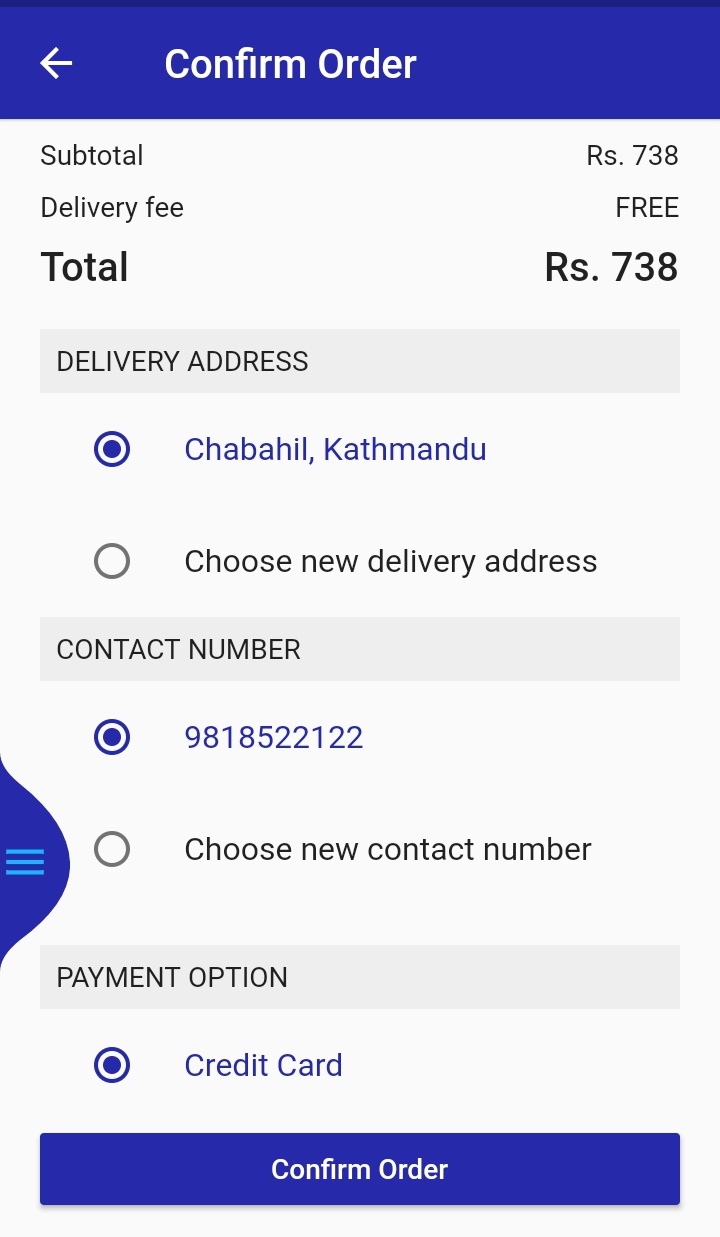 Confirm Order
Subtotal Rs. 738
Delivery fee FREE
Total Rs. 738
DELIVERY ADDRESS
Chabahil, Kathmandu
Choose new delivery address
CONTACT NUMBER
9818522122
Choose new contact number
PAYMENT OPTION
Credit Card
Confirm Order